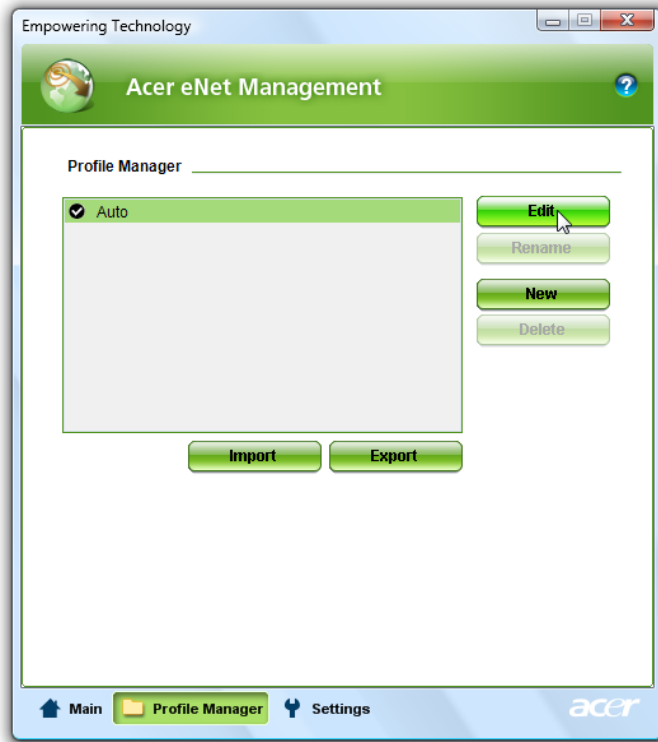 Empowering Technology
Acer eNet Management
?
Profile Manager
Auto
Edit
Rename
New
Delete
Import Export
Main Profile Manager Settings
acer